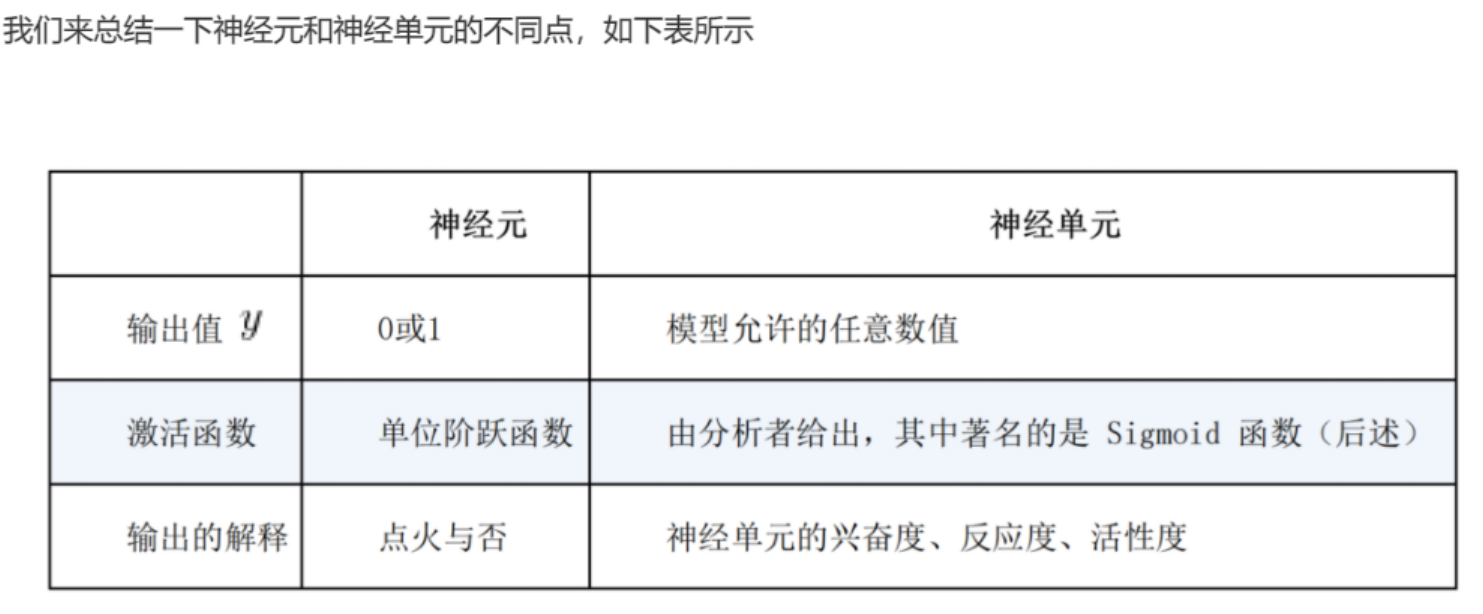 我们来总结一下神经元和神经单元的不同点，如下表所示
神经元 神经单元
输出值 y 0或1 模型允许的任意数值
激活函数 单位阶跃函数 由分析者给出，其中著名的是 Sigmoid 函数（后述）
输出的解释 点火与否 神经单元的兴奋度、反应度、活性度